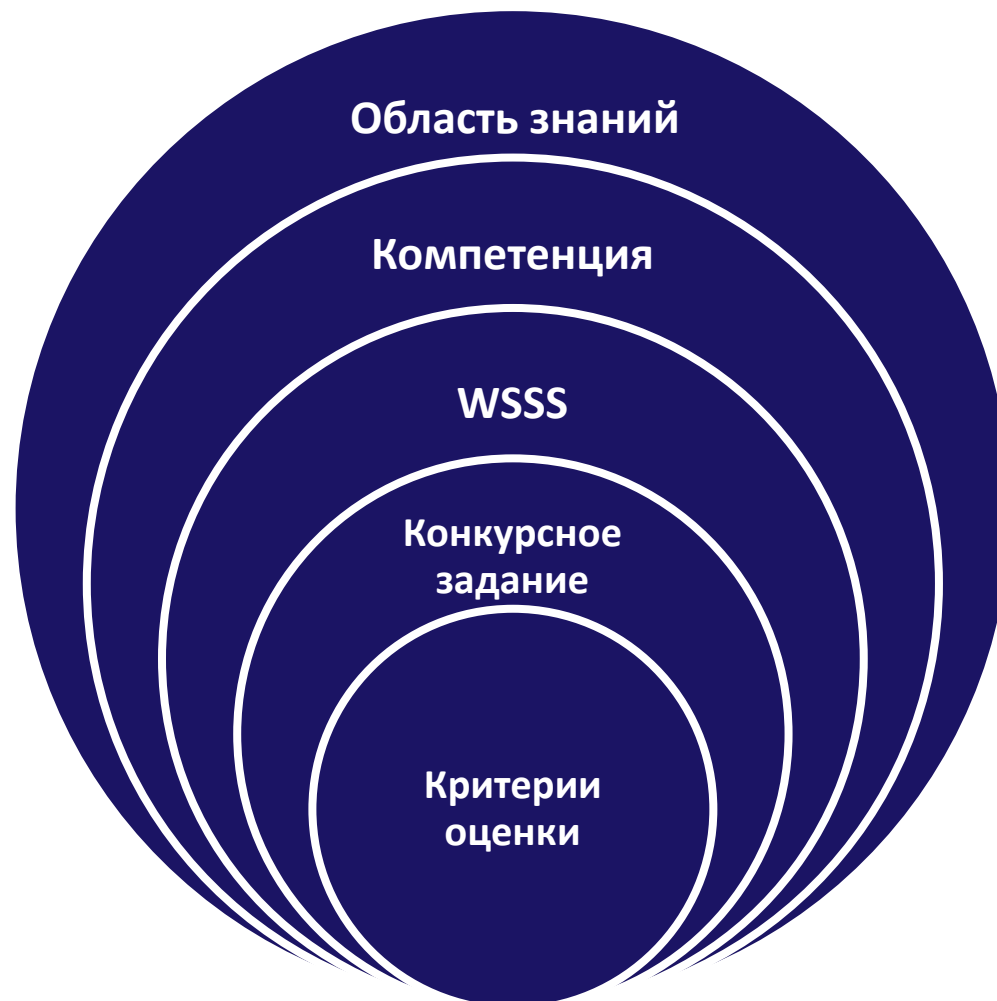 Область знаний
Компетенция
WSSS
Конкурсное
задание
Критерии
оценки